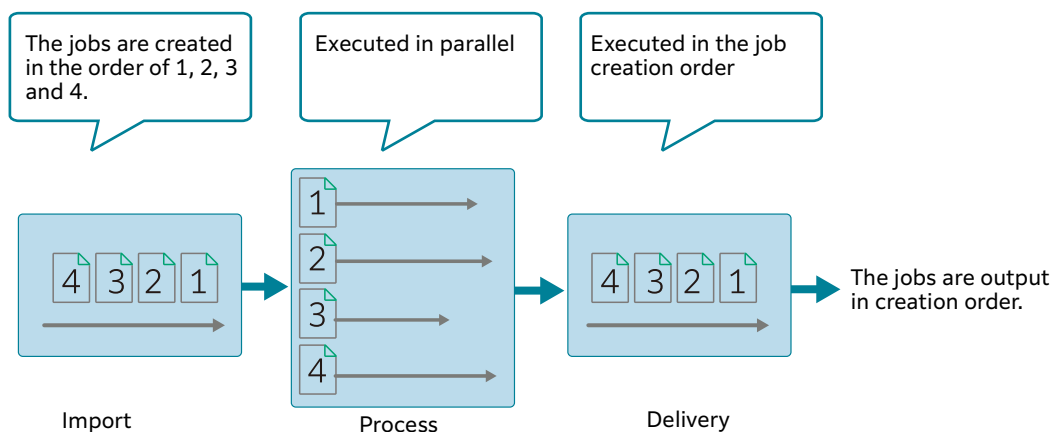 The jobs are created
in the order of 1, 2, 3
and 4.
Executed in parallel
Executed in the job
creation order
4 3 2 1
1
2
3
4
4 3 2 1
The jobs are output
in creation order.
Import
Process
Delivery